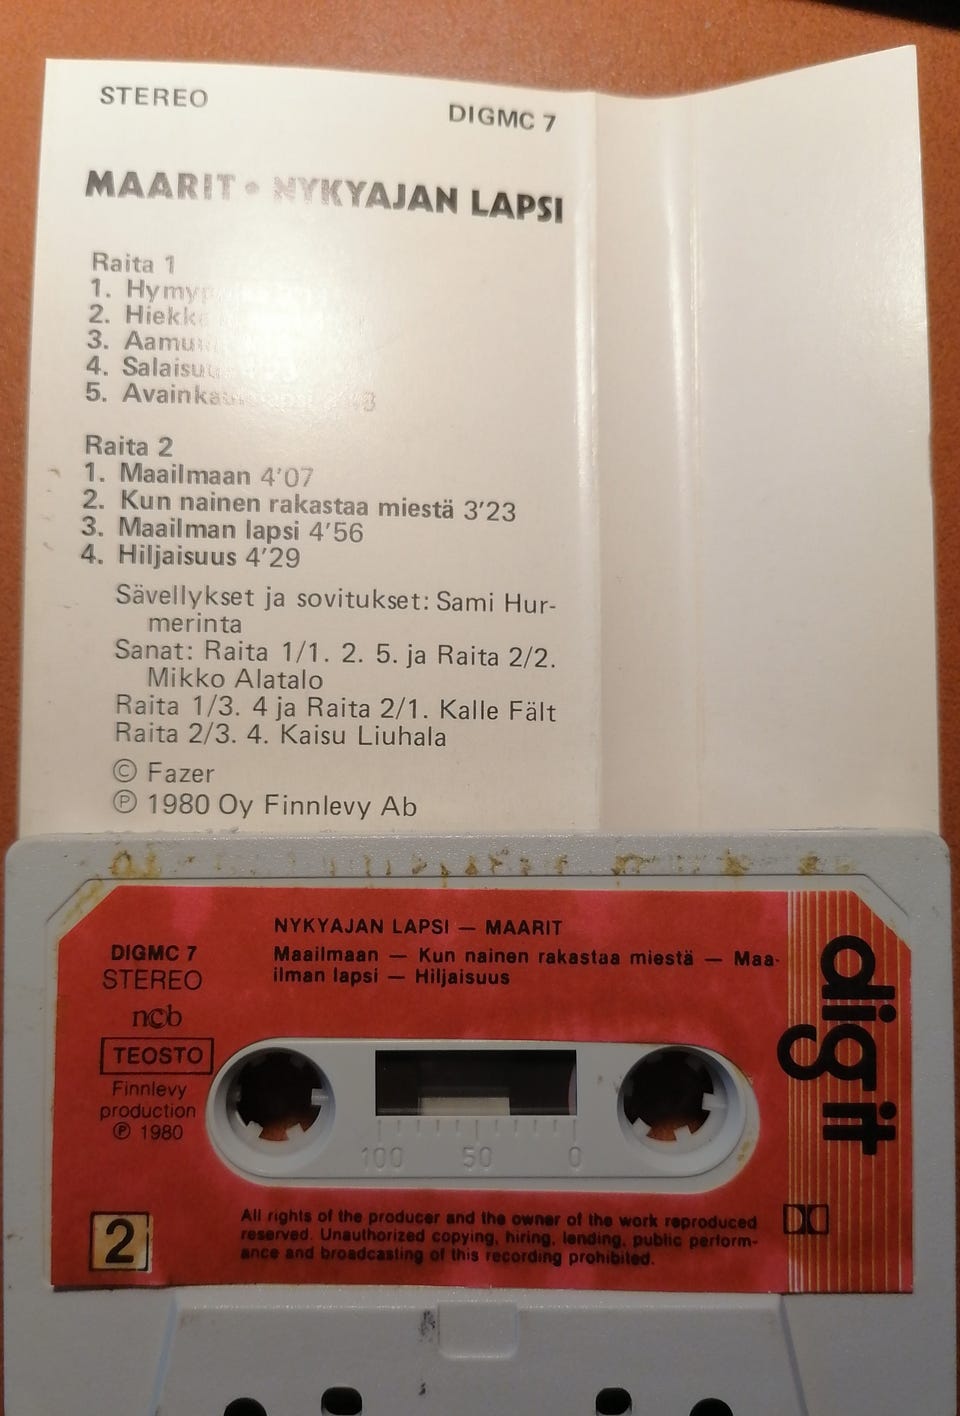 STEREO
DIGMC 7
MAARIT • NYKYAJAN LAPSI
Raita 1
1.
2.
3.
4.
5.
Raita 2
1. Maailmaan 4'07
2. Kun nainen rakastaa miestä 3'23
3. Maailman lapsi 4'56
4. Hiljaisuus 4'29
Sävellykset ja sovitukset: Sami Hur-
merinta
Sanat: Raita 1/1. 2. 5. ja Raita 2/2.
Mikko Alatalo
Raita 1/3. 4 ja Raita 2/1. Kalle Fält
Raita 2/3. 4. Kaisu Liuhala
© Fazer
℗ 1980 Oy Finnlevy Ab
NYKYAJAN LAPSI — MAARIT
DIGMC 7
STEREO
Maailmaan — Kun nainen rakastaa miestä — Maa-
ilman lapsi — Hiljaisuus
ncb
TEOSTO
Finnlevy
production
℗ 1980
dig it
100 50 0
2
All rights of the producer and the owner of the work reproduced
reserved. Unauthorized copying, hiring, lending, public perform-
ance and broadcasting of this recording prohibited.